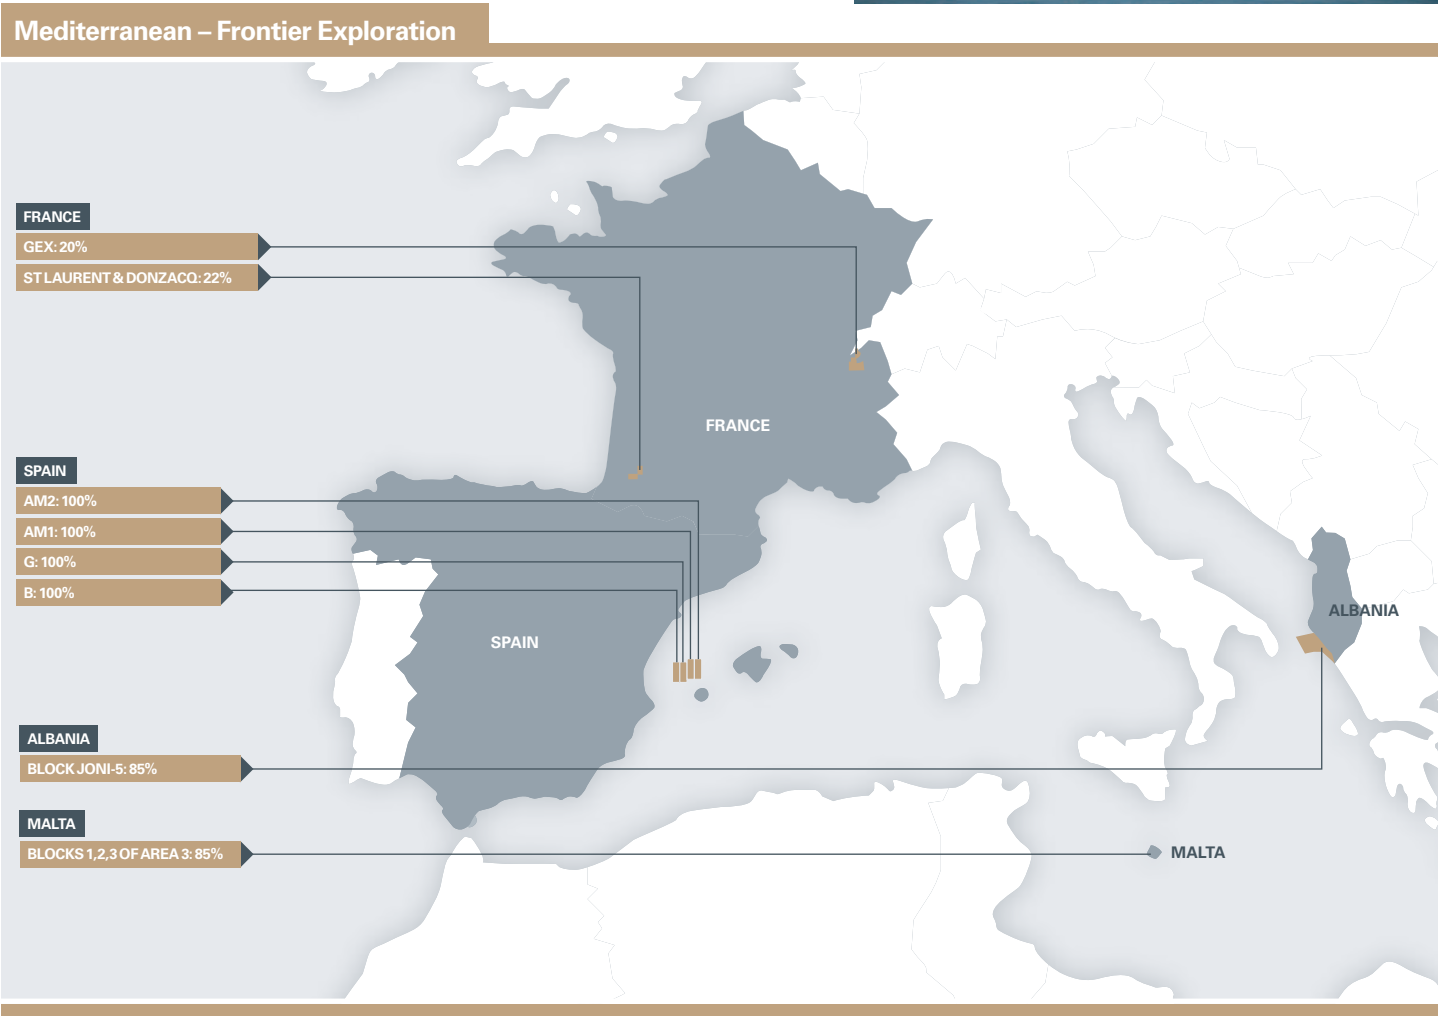 Mediterranean – Frontier Exploration
FRANCE
GEX: 20%
ST LAURENT & DONZACQ: 22%
FRANCE
SPAIN
AM2: 100%
AM1: 100%
G: 100%
B: 100%
SPAIN
ALBANIA
ALBANIA
BLOCK JONI-5: 85%
MALTA
BLOCKS 1,2,3 OF AREA 3: 85%
MALTA